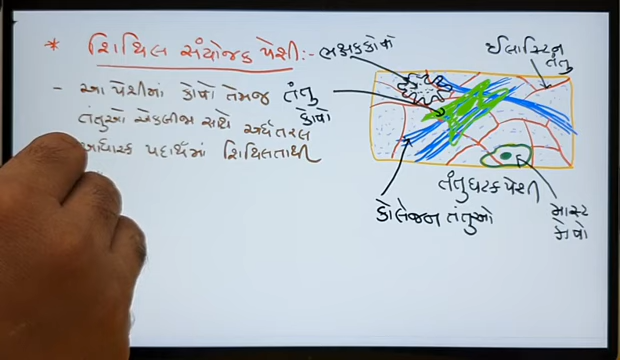 * શિથિલ સંયોજક પેશી:-
- આ પેશીમાં કોષો તેમજ
તંતુઓ એકબીજા સાથે અર્ધતરલ
આધારક પદાર્થમાં શિથિલતાથી
ભક્ષકકોષો
ઈલાસ્ટિન
તંતુ
તંતુ
કોષો
તંતુઘટક પેશી
કોલેજન તંતુઓ
માસ્ટ
કોષો